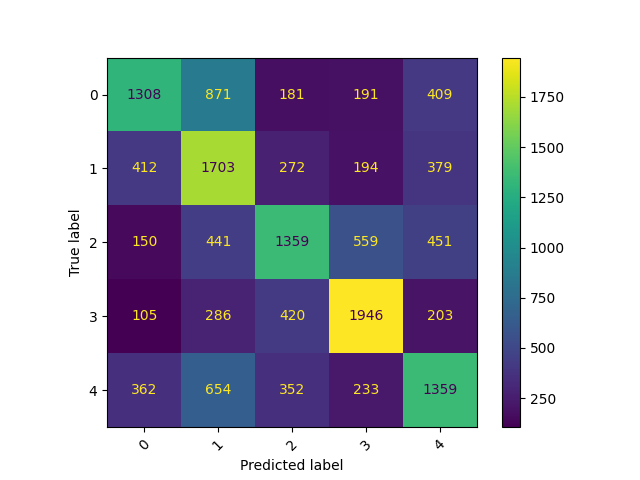 0 1308 871 181 191 409
1 412 1703 272 194 379
2 150 441 1359 559 451
3 105 286 420 1946 203
4 362 654 352 233 1359
0 1 2 3 4
Predicted label
True label
1750
1500
1250
1000
750
500
250